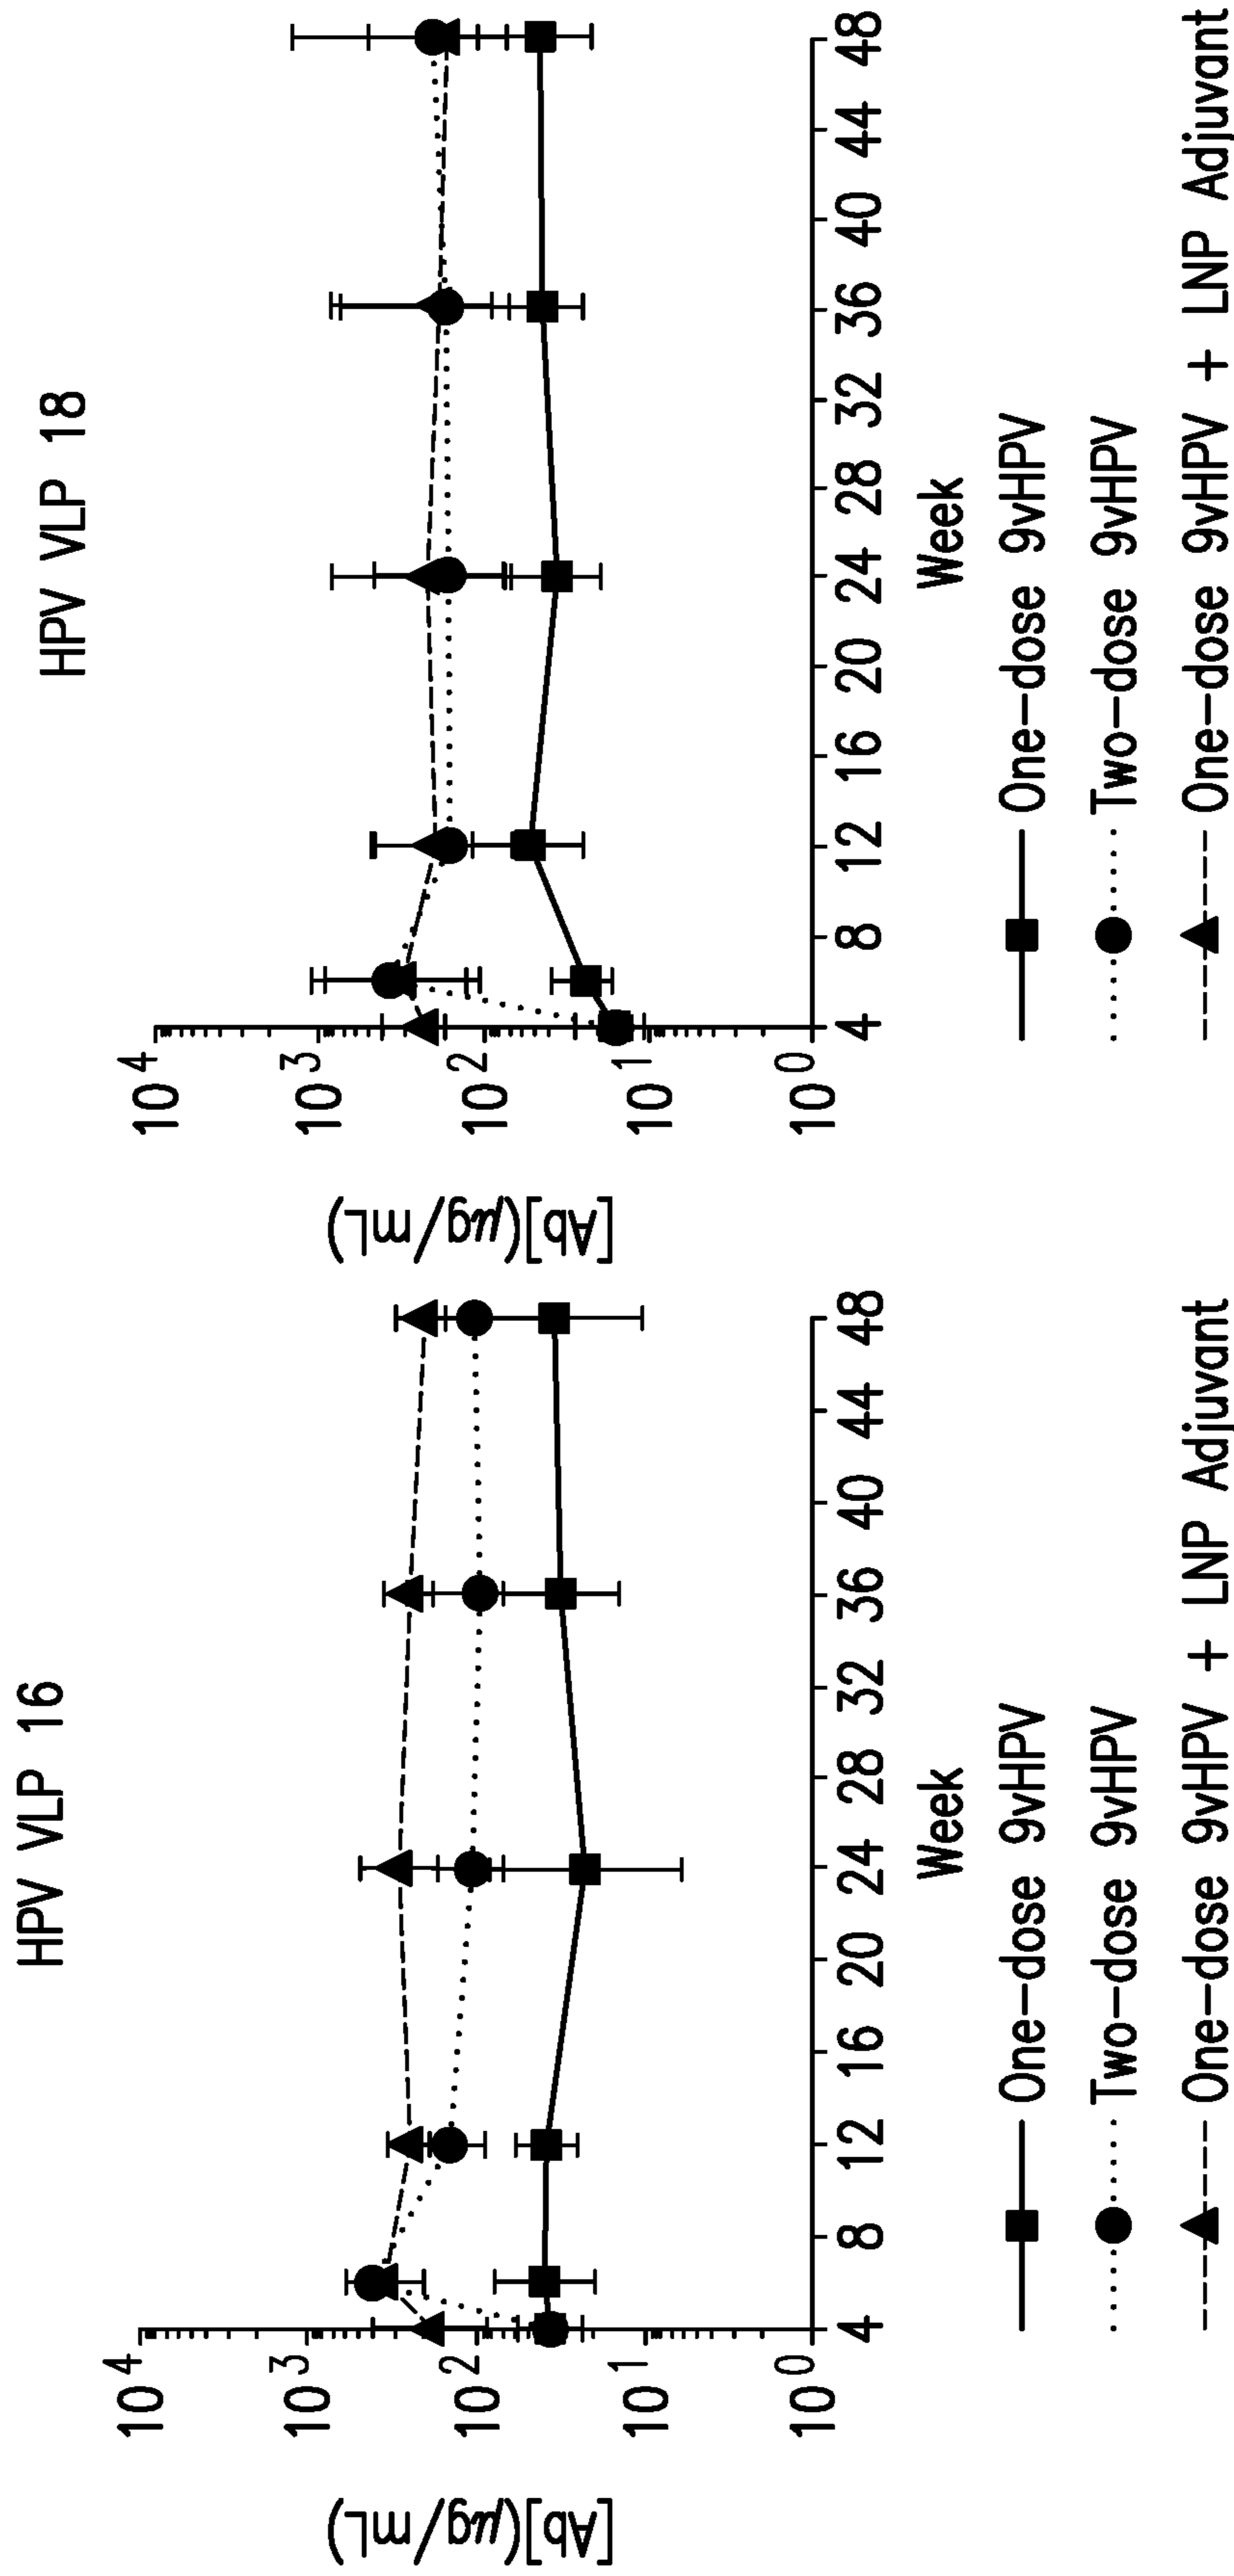 HPV VLP 16
[Ab](μg/mL)
10^4
10^3
10^2
10^1
10^0
4 8 12 16 20 24 28 32 36 40 44 48
Week
One-dose 9vHPV
Two-dose 9vHPV
One-dose 9vHPV + LNP Adjuvant
HPV VLP 18
[Ab](μg/mL)
10^4
10^3
10^2
10^1
10^0
4 8 12 16 20 24 28 32 36 40 44 48
Week
One-dose 9vHPV
Two-dose 9vHPV
One-dose 9vHPV + LNP Adjuvant